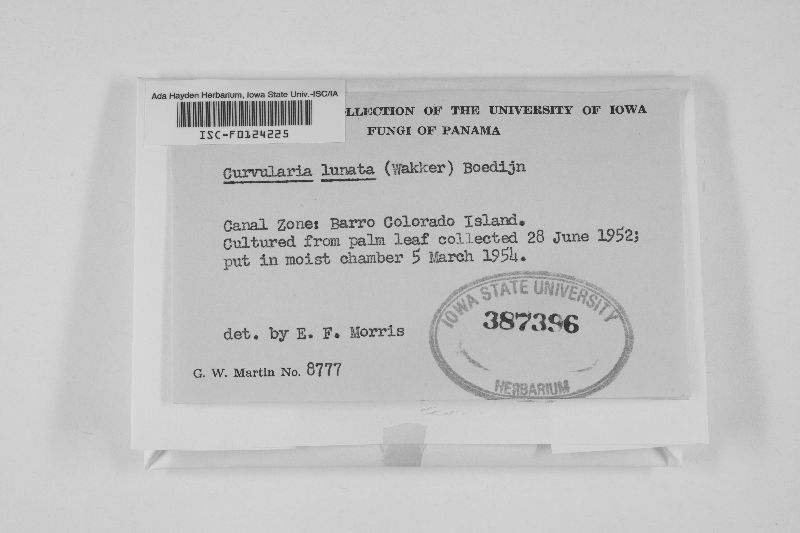 Ada Hayden Herbarium, Iowa State Univ.-ISC/IA
ISC-F0124225
LLECTION OF THE UNIVERSITY OF IOWA
FUNGI OF PANAMA
Curvularia lunata (Wakker) Boedijn
Canal Zone: Barro Colorado Island.
Cultured from palm leaf collected 28 June 1952;
put in moist chamber 5 March 1954.
IOWA STATE UNIVERSITY
387396
HERBARIUM
det. by E. F. Morris
G. W. Martin No. 8777